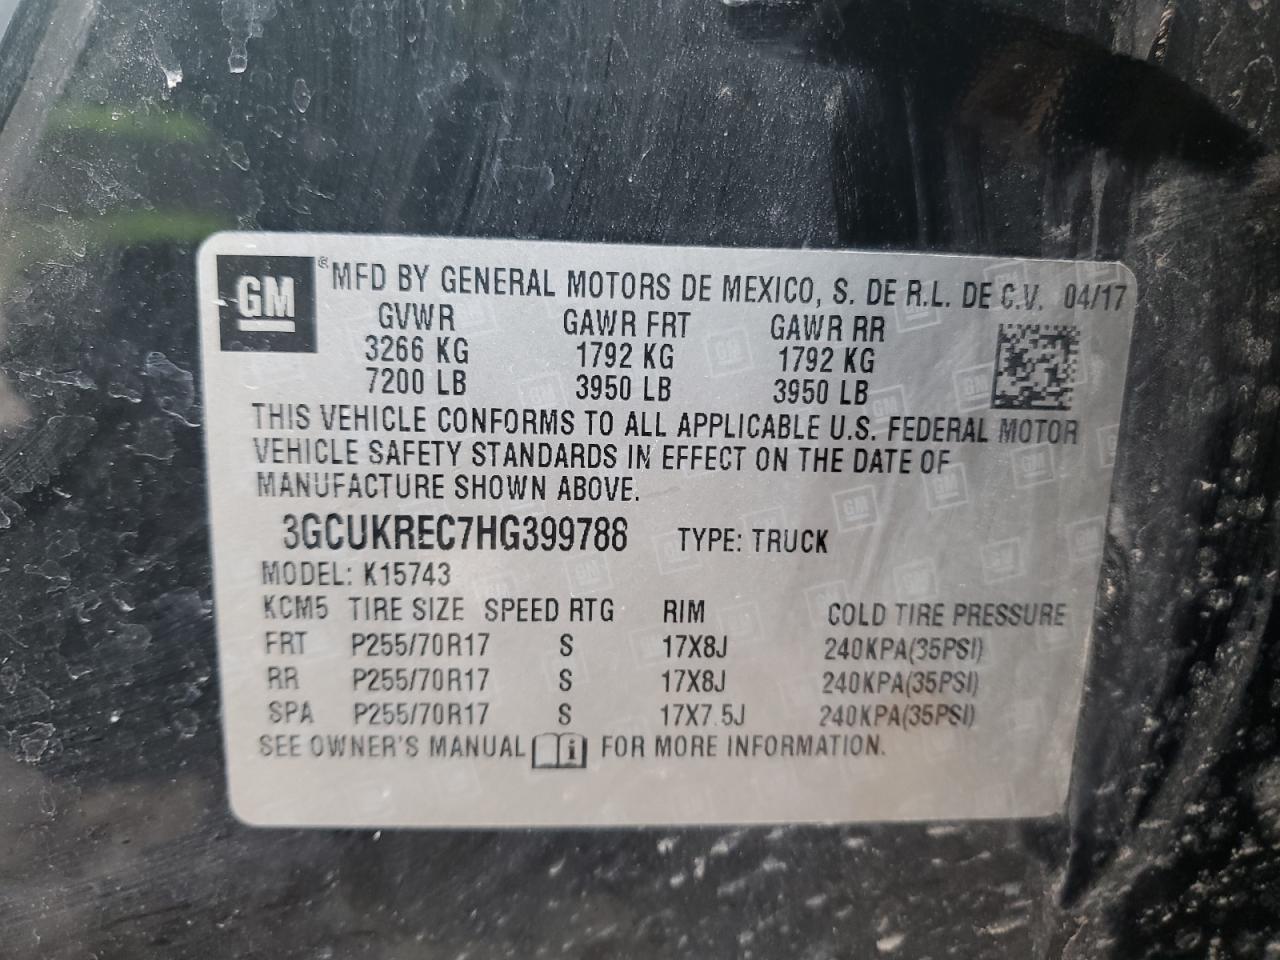 GM
® MFD BY GENERAL MOTORS DE MEXICO, S. DE R.L. DE C.V. 04/17
GVWR GAWR FRT GAWR RR
3266 KG 1792 KG 1792 KG
7200 LB 3950 LB 3950 LB
THIS VEHICLE CONFORMS TO ALL APPLICABLE U.S. FEDERAL MOTOR
VEHICLE SAFETY STANDARDS IN EFFECT ON THE DATE OF
MANUFACTURE SHOWN ABOVE.
3GCUKREC7HG399788 TYPE: TRUCK
MODEL: K15743
KCM5 TIRE SIZE SPEED RTG RIM COLD TIRE PRESSURE
FRT P255/70R17 S 17X8J 240KPA(35PSI)
RR P255/70R17 S 17X8J 240KPA(35PSI)
SPA P255/70R17 S 17X7.5J 240KPA(35PSI)
SEE OWNER'S MANUAL i FOR MORE INFORMATION.